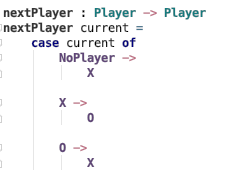 nextPlayer : Player -> Player
nextPlayer current =
    case current of
        NoPlayer ->
            X

        X ->
            O

        O ->
            X